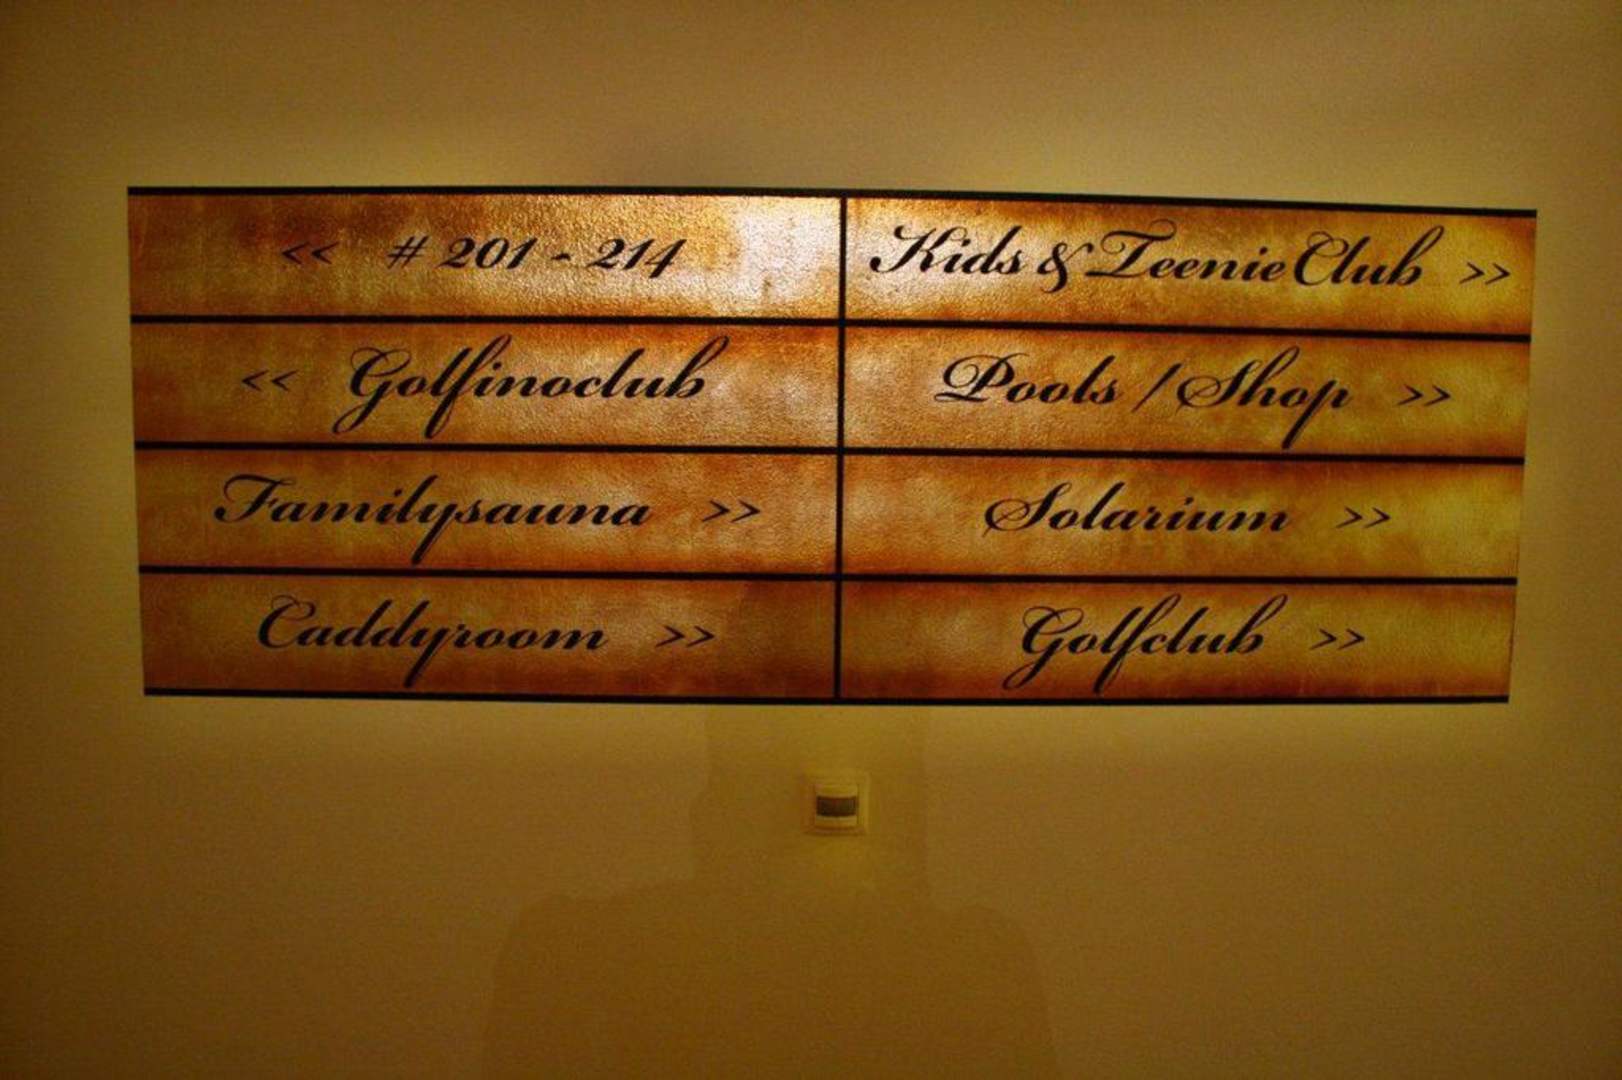 << # 201 - 214
Kids & Teenie Club >>
<< Golfinoclub
Pools / Shop >>
Familysauna >>
Solarium >>
Caddyroom >>
Golfclub >>